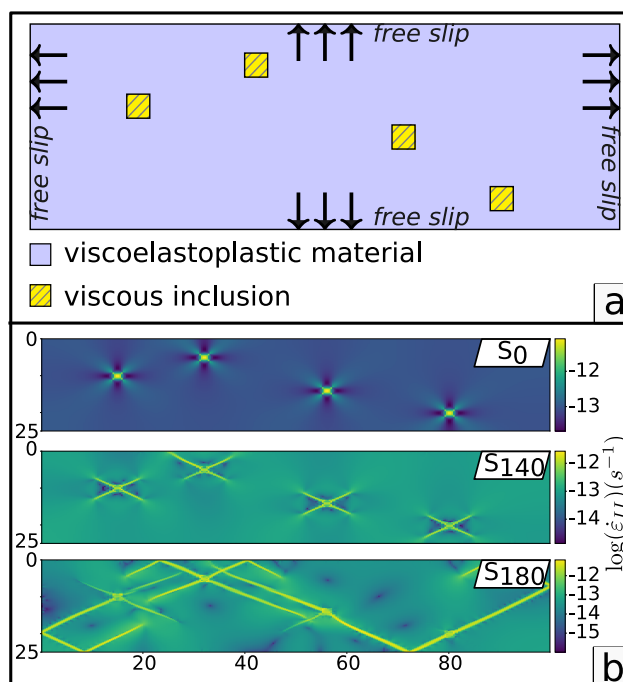 free slip
free slip
free slip
free slip
viscoelastoplastic material
viscous inclusion
a
0
25
S0
-12
-13
0
25
S140
-12
-13
-14
0
25
S180
-12
-13
-14
-15
20
40
60
80
log(ε̇II)(s⁻¹)
b